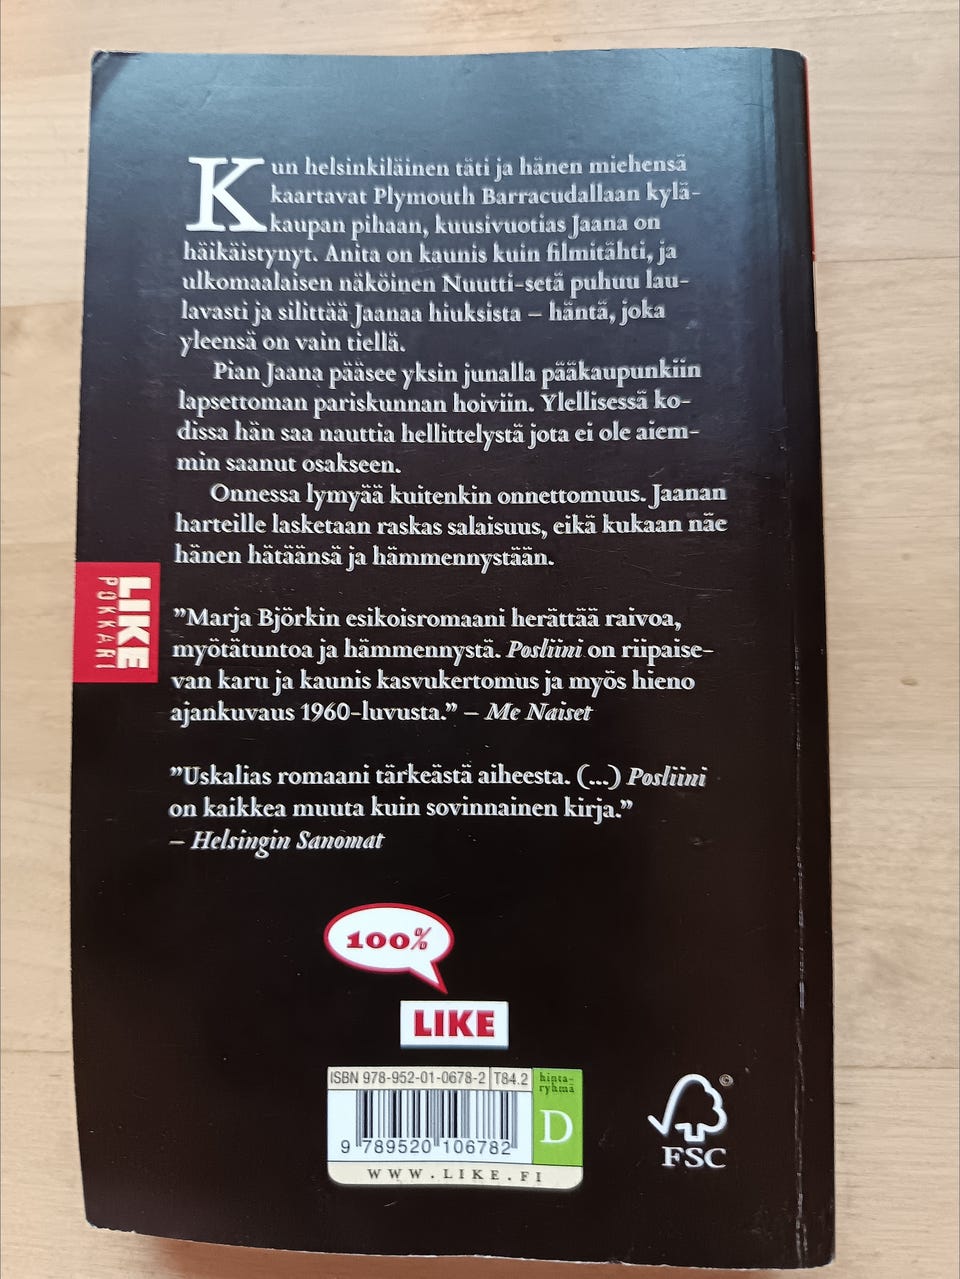 Kun helsinkiläinen täti ja hänen miehensä
kaartavat Plymouth Barracudallaan kylä-
kaupan pihaan, kuusivuotias Jaana on
häikäistynyt. Anita on kaunis kuin filmitähti, ja
ulkomaalaisen näköinen Nuutti-setä puhuu lau-
lavasti ja silittää Jaanaa hiuksista – häntä, joka
yleensä on vain tiellä.
Pian Jaana pääsee yksin junalla pääkaupunkiin
lapsettoman pariskunnan hoiviin. Ylellisessä ko-
dissa hän saa nauttia hellittelystä jota ei ole aiem-
min saanut osakseen.
Onnessa lymyää kuitenkin onnettomuus. Jaanan
harteille lasketaan raskas salaisuus, eikä kukaan näe
hänen hätäänsä ja hämmennystään.
LIKE
POKKARI
”Marja Björkin esikoisromaani herättää raivoa,
myötätuntoa ja hämmennystä. Posliini on riipaise-
van karu ja kaunis kasvukertomus ja myös hieno
ajankuvaus 1960-luvusta.” – Me Naiset
”Uskalias romaani tärkeästä aiheesta. (...) Posliini
on kaikkea muuta kuin sovinnainen kirja.”
– Helsingin Sanomat
100%
LIKE
ISBN 978-952-01-0678-2 T84.2
hinta-
ryhmä
D
9 789520 106782
WWW.LIKE.FI
©
FSC